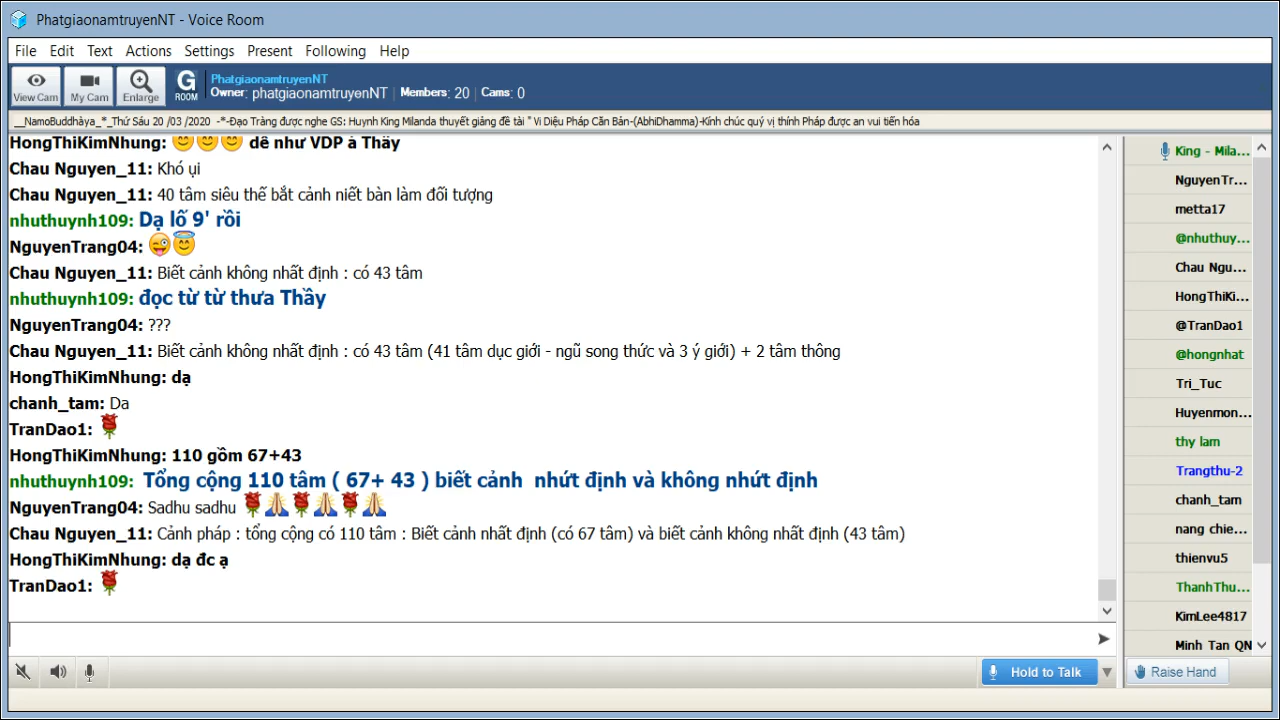 PhatgiaonamtruyenNT - Voice Room
File Edit Text Actions Settings Present Following Help
View Cam My Cam Enlarge G ROOM
PhatgiaonamtruyenNT
Owner: phatgiaonamtruyenNT Members: 20 Cams: 0
__NamoBuddhàya_*_Thứ Sáu 20 /03 /2020 -*-Đạo Tràng được nghe GS: Huynh King Milanda thuyết giảng đề tài " Vi Diệu Pháp Căn Bản-(AbhiDhamma)-Kính chúc quý vị thính Pháp được an vui tiến hóa
HongThiKimNhung: 😊😊😊 dê như VDP à Thầy
Chau Nguyen_11: Khó ụi
Chau Nguyen_11: 40 tâm siêu thế bắt cảnh niết bàn làm đối tượng
nhuthuynh109: Dạ lố 9' rồi
NguyenTrang04: 😜😇
Chau Nguyen_11: Biết cảnh không nhất định : có 43 tâm
nhuthuynh109: đọc từ từ thưa Thầy
NguyenTrang04: ???
Chau Nguyen_11: Biết cảnh không nhất định : có 43 tâm (41 tâm dục giới - ngũ song thức và 3 ý giới) + 2 tâm thông
HongThiKimNhung: dạ
chanh_tam: Da
TranDao1: 🌹
HongThiKimNhung: 110 gồm 67+43
nhuthuynh109: Tổng cộng 110 tâm ( 67+ 43 ) biết cảnh nhứt định và không nhứt định
NguyenTrang04: Sadhu sadhu 🌹🙏🌹🙏🌹🙏
Chau Nguyen_11: Cảnh pháp : tổng cộng có 110 tâm : Biết cảnh nhất định (có 67 tâm) và biết cảnh không nhất định (43 tâm)
HongThiKimNhung: dạ đc ạ
TranDao1: 🌹
King - Mila...
NguyenTr...
metta17
@nhuthuy...
Chau Ngu...
HongThiKi...
@TranDao1
@hongnhat
Tri_Tuc
Huyenmon...
thy lam
Trangthu-2
chanh_tam
nang chie...
thienvu5
ThanhThu...
KimLee4817
Minh Tan QN
Hold to Talk
Raise Hand